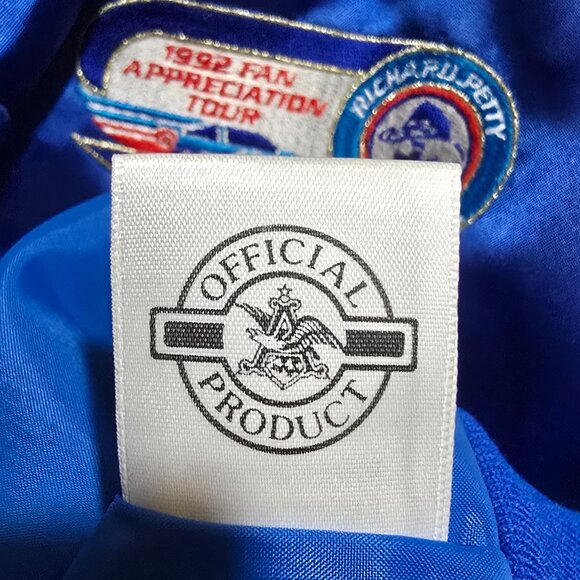 1992 FAN
APPRECIATION
TOUR
RICHARD PETTY
OFFICIAL
PRODUCT